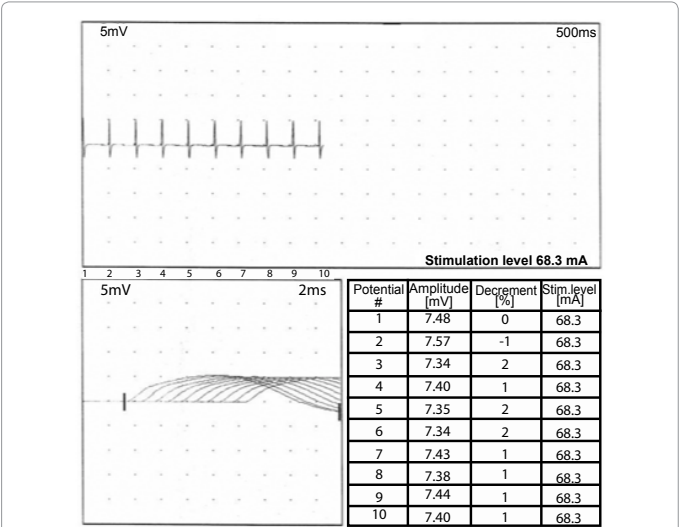 5mV 500ms
Stimulation level 68.3 mA
1 2 3 4 5 6 7 8 9 10
5mV 2ms
Potential # Amplitude [mV] Decrement [%] Stim.level [mA]
1 7.48 0 68.3
2 7.57 -1 68.3
3 7.34 2 68.3
4 7.40 1 68.3
5 7.35 2 68.3
6 7.34 2 68.3
7 7.43 1 68.3
8 7.38 1 68.3
9 7.44 1 68.3
10 7.40 1 68.3